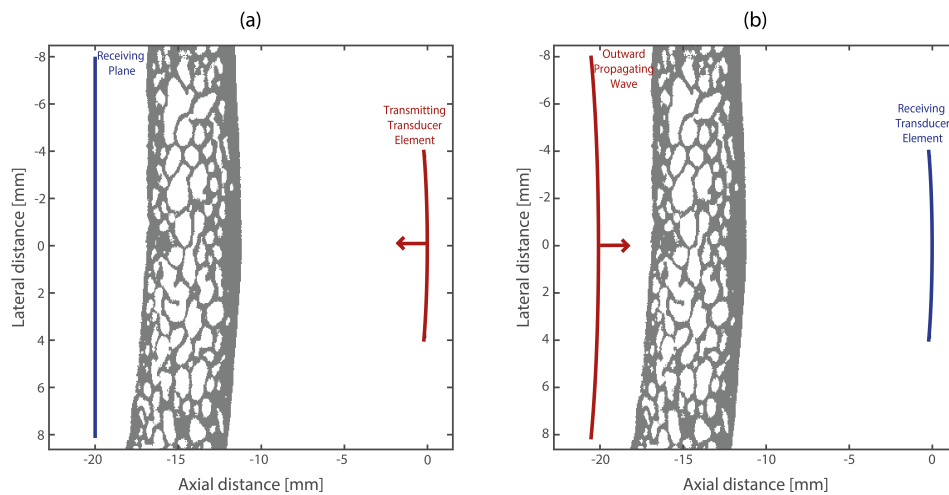 (a)
Receiving
Plane
Transmitting
Transducer
Element
Lateral distance [mm]
-8
-6
-4
-2
0
2
4
6
8
-20
-15
-10
-5
0
Axial distance [mm]
(b)
Outward
Propagating
Wave
Receiving
Transducer
Element
Lateral distance [mm]
-8
-6
-4
-2
0
2
4
6
8
-20
-15
-10
-5
0
Axial distance [mm]